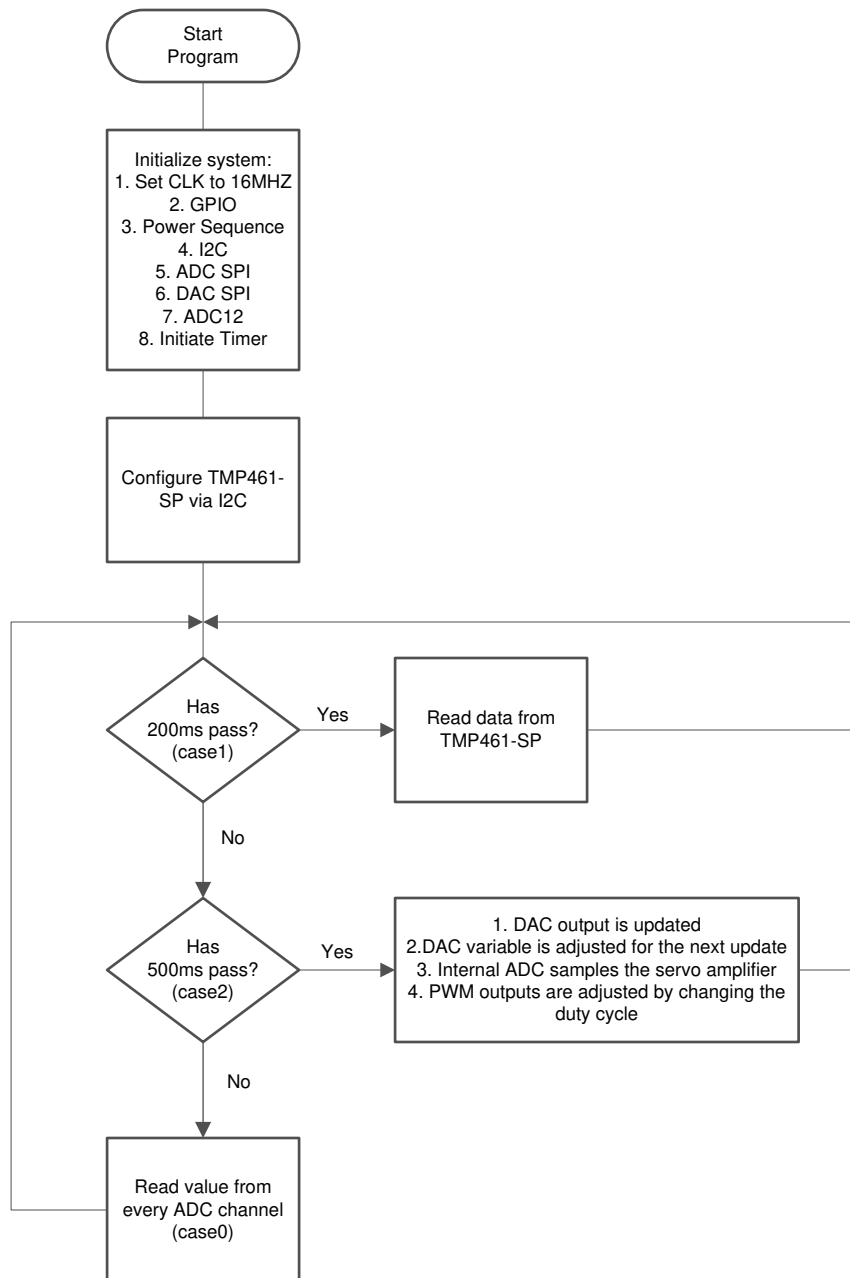 Start
Program
Initialize system:
1. Set CLK to 16MHZ
2. GPIO
3. Power Sequence
4. I2C
5. ADC SPI
6. DAC SPI
7. ADC12
8. Initiate Timer
Configure TMP461-
SP via I2C
Has
200ms pass?
(case1)
Yes
Read data from
TMP461-SP
No
Has
500ms pass?
(case2)
Yes
1. DAC output is updated
2.DAC variable is adjusted for the next update
3. Internal ADC samples the servo amplifier
4. PWM outputs are adjusted by changing the
duty cycle
No
Read value from
every ADC channel
(case0)